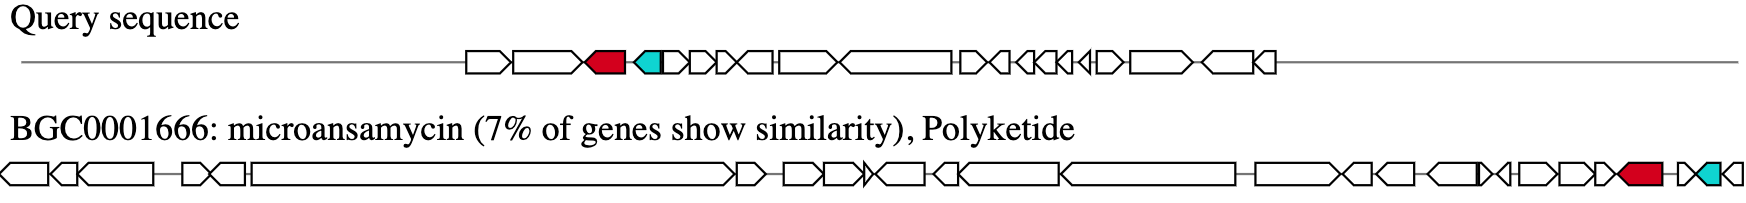 Query sequence
BGC0001666: microansamycin (7% of genes show similarity), Polyketide